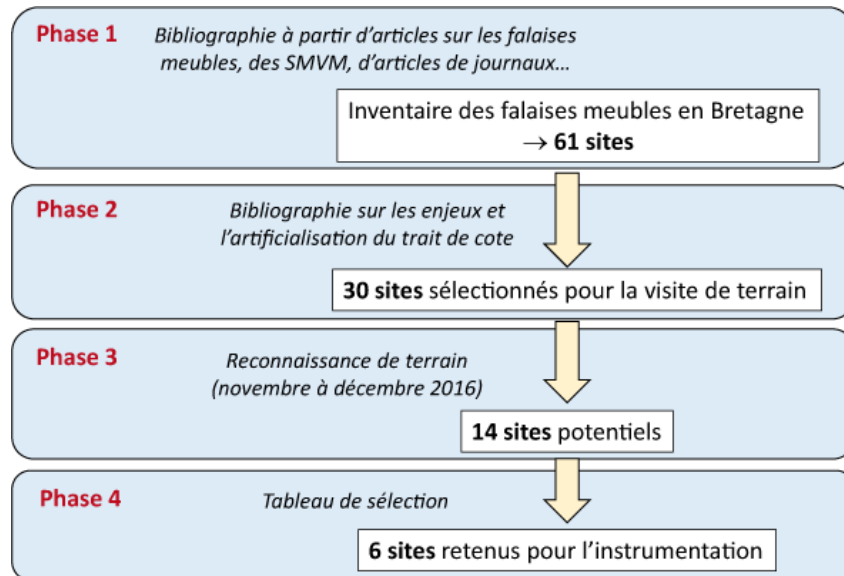 Phase 1
Bibliographie à partir d'articles sur les falaises
meubles, des SMVM, d'articles de journaux...
Inventaire des falaises meubles en Bretagne
→ 61 sites
Phase 2
Bibliographie sur les enjeux et
l'artificialisation du trait de cote
30 sites sélectionnés pour la visite de terrain
Phase 3
Reconnaissance de terrain
(novembre à décembre 2016)
14 sites potentiels
Phase 4
Tableau de sélection
6 sites retenus pour l'instrumentation